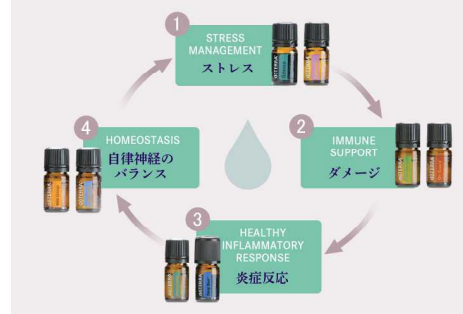 1
STRESS
MANAGEMENT
ストレス
2
IMMUNE
SUPPORT
ダメージ
3
HEALTHY
INFLAMMATORY
RESPONSE
炎症反応
4
HOMEOSTASIS
自律神経の
バランス